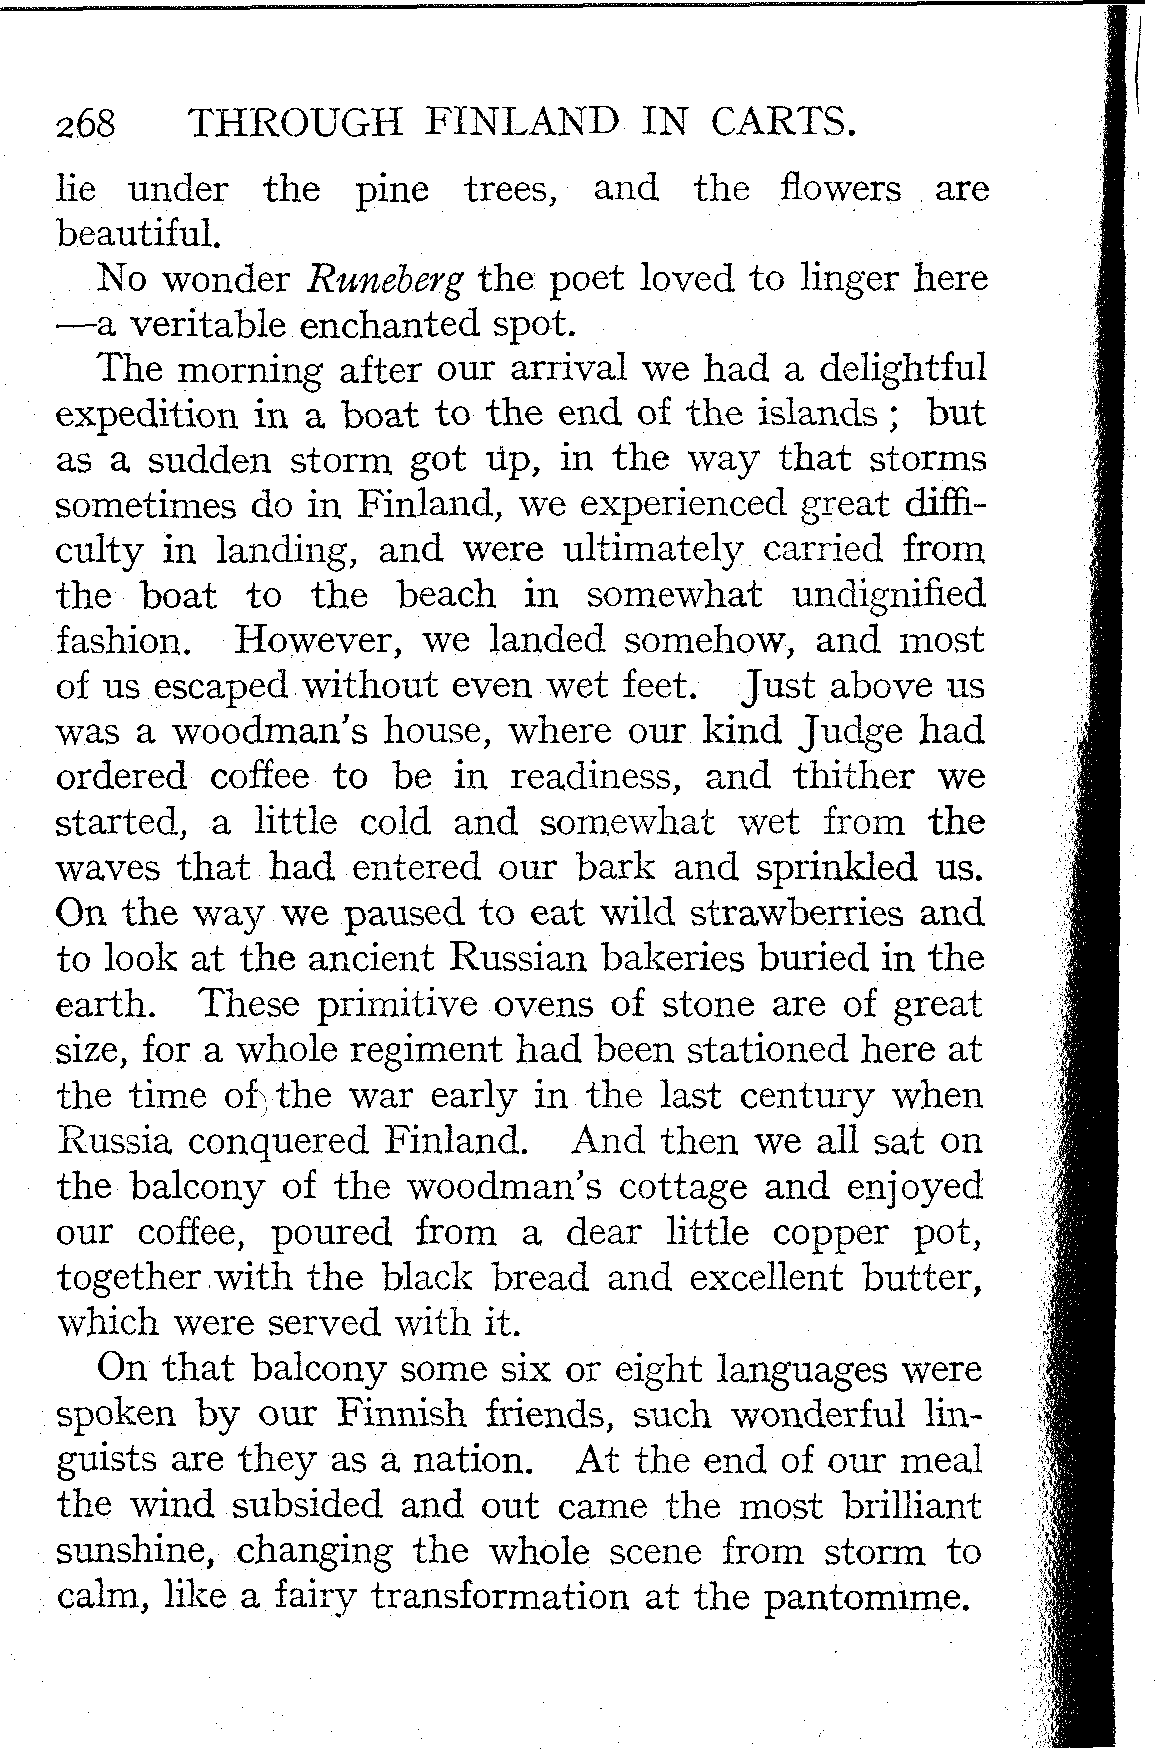 268 THROUGH FINLAND IN CARTS.
lie under the pine trees, and the flowers are
beautiful.
No wonder Runeberg the poet loved to linger here
—a veritable enchanted spot.
The morning after our arrival we had a delightful
expedition in a boat to the end of the islands ; but
as a sudden storm got up, in the way that storms
sometimes do in Finland, we experienced great diffi-
culty in landing, and were ultimately carried from
the boat to the beach in somewhat undignified
fashion. However, we landed somehow, and most
of us escaped without even wet feet. Just above us
was a woodman's house, where our kind Judge had
ordered coffee to be in readiness, and thither we
started, a little cold and somewhat wet from the
waves that had entered our bark and sprinkled us.
On the way we paused to eat wild strawberries and
to look at the ancient Russian bakeries buried in the
earth. These primitive ovens of stone are of great
size, for a whole regiment had been stationed here at
the time of the war early in the last century when
Russia conquered Finland. And then we all sat on
the balcony of the woodman's cottage and enjoyed
our coffee, poured from a dear little copper pot,
together with the black bread and excellent butter,
which were served with it.
On that balcony some six or eight languages were
spoken by our Finnish friends, such wonderful lin-
guists are they as a nation. At the end of our meal
the wind subsided and out came the most brilliant
sunshine, changing the whole scene from storm to
calm, like a fairy transformation at the pantomime.